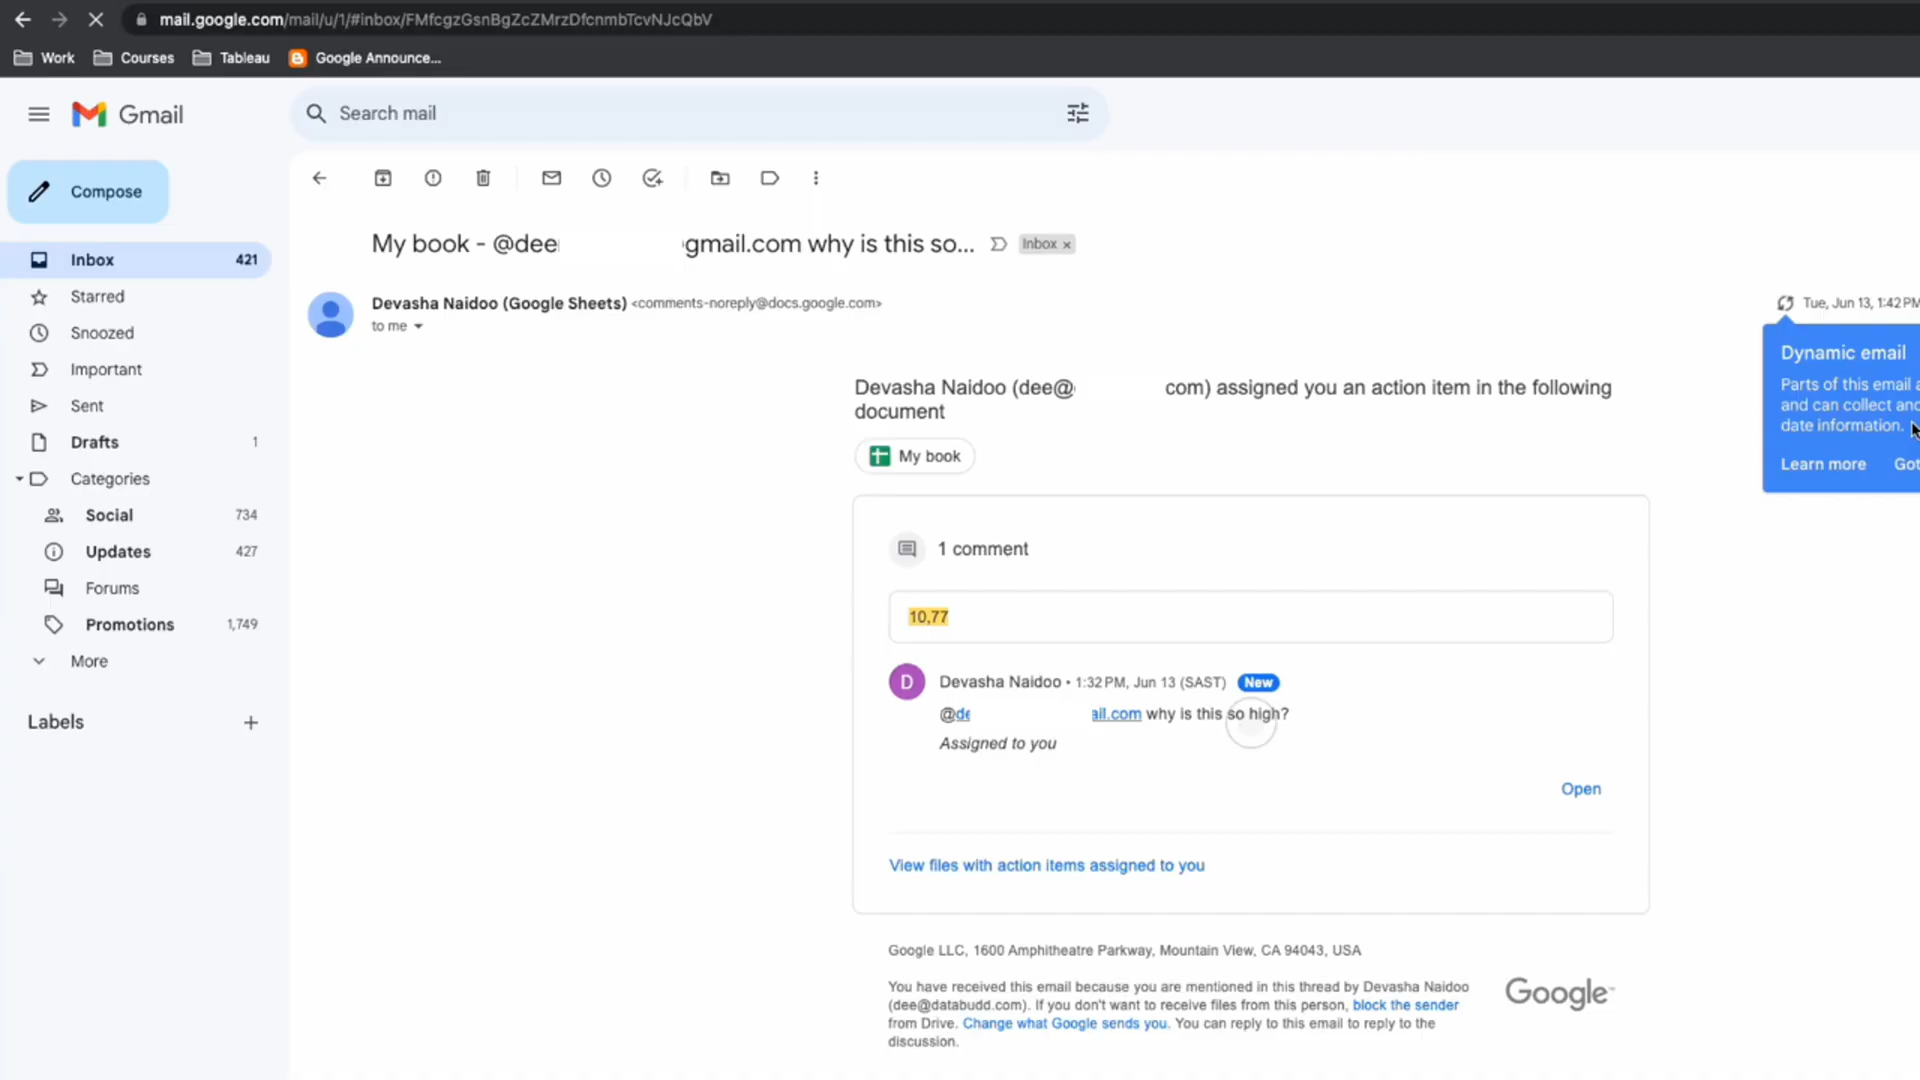 mail.google.com/mail/u/1/#inbox/FMfcgzGsnBgZcZMrzDfcnmbTcvNJcQbV
Work Courses Tableau Google Announce...
Gmail
Search mail
Compose
Inbox 421
Starred
Snoozed
Important
Sent
Drafts 1
Categories
Social 734
Updates 427
Forums
Promotions 1,749
More
Labels
My book - @dee gmail.com why is this so... Inbox ×
Devasha Naidoo (Google Sheets) <comments-noreply@docs.google.com>
to me
Tue, Jun 13, 1:42 PM
Dynamic email
Parts of this email
and can collect
date information.
Learn more
Devasha Naidoo (dee@ com) assigned you an action item in the following
document
My book
1 comment
10,77
D
Devasha Naidoo • 1:32 PM, Jun 13 (SAST) New
@de ail.com why is this so high?
Assigned to you
Open
View files with action items assigned to you
Google LLC, 1600 Amphitheatre Parkway, Mountain View, CA 94043, USA
You have received this email because you are mentioned in this thread by Devasha Naidoo
(dee@databudd.com). If you don't want to receive files from this person, block the sender
from Drive. Change what Google sends you. You can reply to this email to reply to the
discussion.
Google